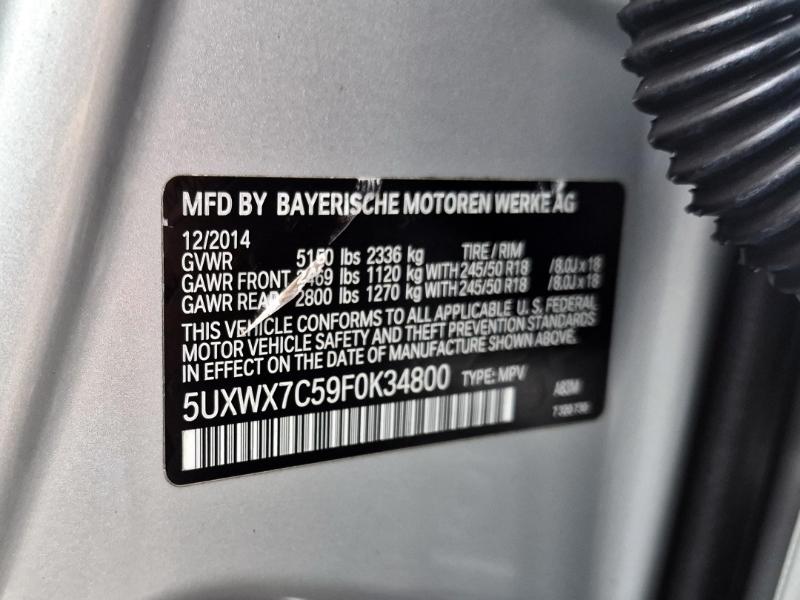 MFD BY BAYERISCHE MOTOREN WERKE AG
12/2014
GVWR 5150 lbs 2336 kg TIRE / RIM
GAWR FRONT 2469 lbs 1120 kg WITH 245/50 R18 / 8.0J x 18
GAWR REAR 2800 lbs 1270 kg WITH 245/50 R18 / 8.0J x 18
THIS VEHICLE CONFORMS TO ALL APPLICABLE U. S. FEDERAL
MOTOR VEHICLE SAFETY AND THEFT PREVENTION STANDARDS
IN EFFECT ON THE DATE OF MANUFACTURE SHOWN ABOVE.
5UXWX7C59F0K34800 TYPE: MPV